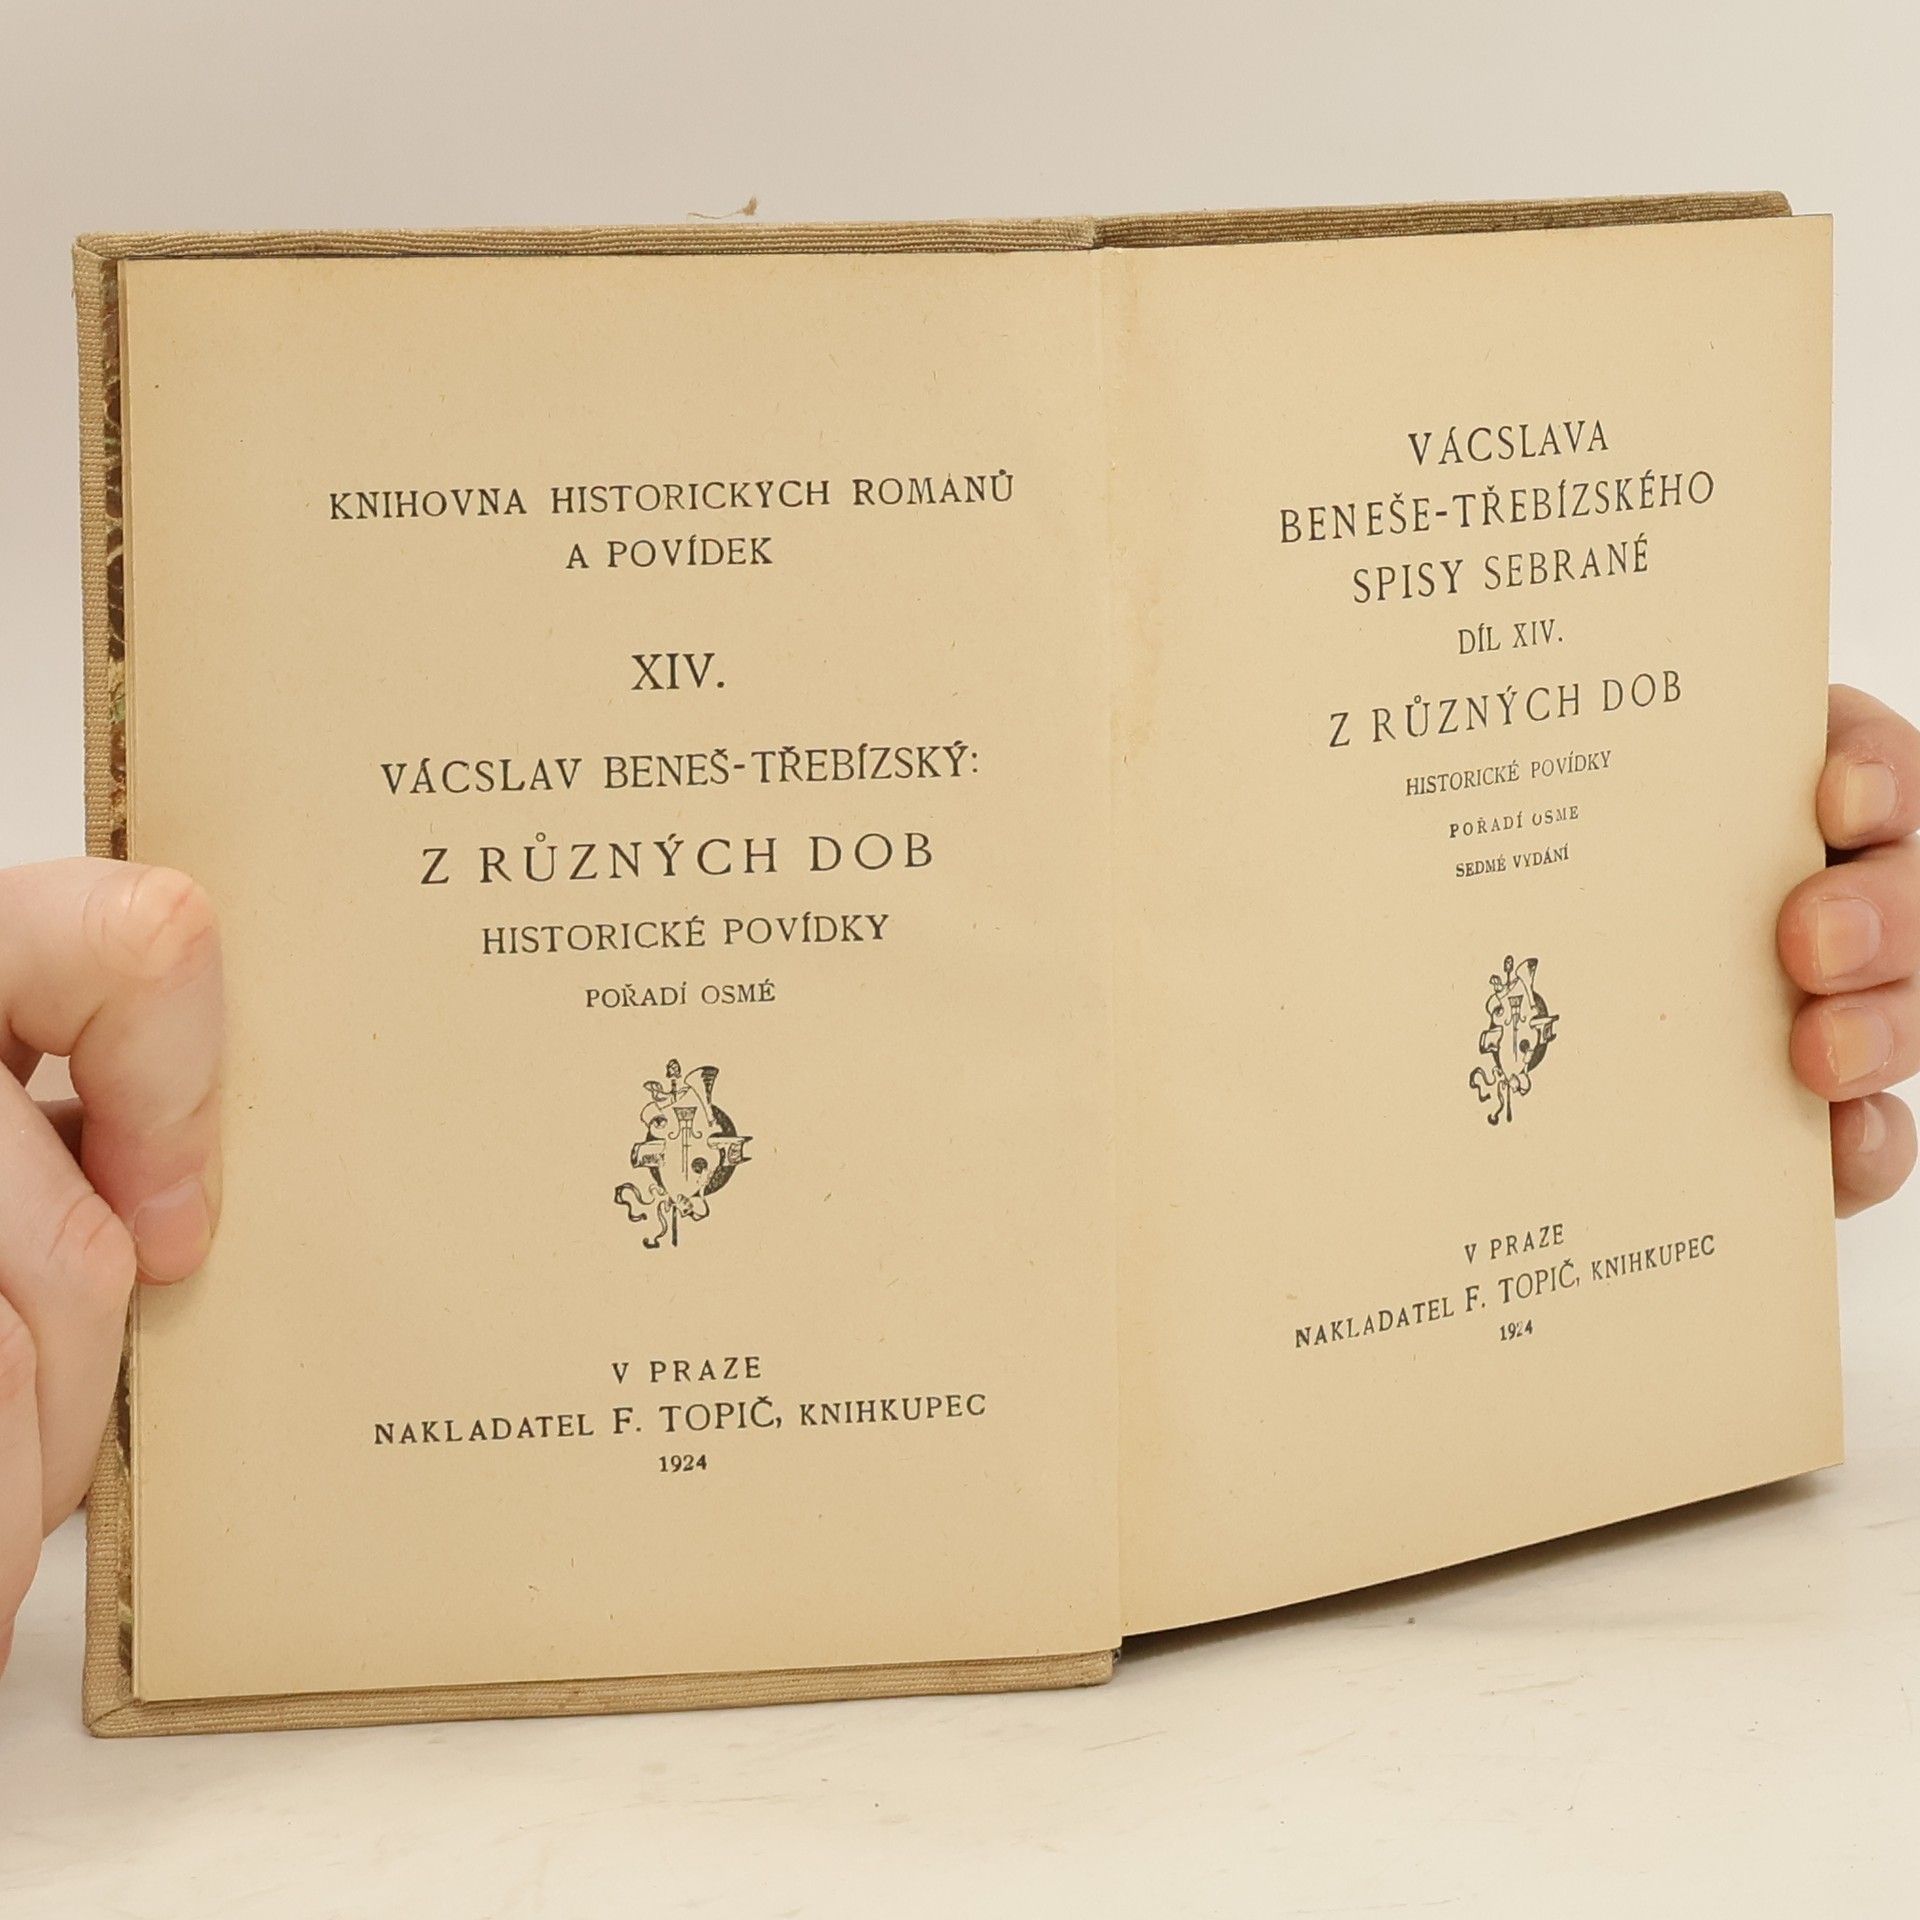 KNIHOVNA HISTORICKÝCH ROMÁNŮ
A POVÍDEK
XIV.
VÁCSLAV BENEŠ-TŘEBÍZSKÝ:
Z RŮZNÝCH DOB
HISTORICKÉ POVÍDKY
POŘADÍ OSMÉ
V PRAZE
NAKLADATEL F. TOPIČ, KNIHKUPEC
1924
VÁCSLAVA
BENEŠE-TŘEBÍZSKÉHO
SPISY SEBRANÉ
DÍL XIV.
Z RŮZNÝCH DOB
HISTORICKÉ POVÍDKY
POŘADÍ OSMÉ
SEDMÉ VYDÁNÍ
V PRAZE
NAKLADATEL F. TOPIČ, KNIHKUPEC
1924